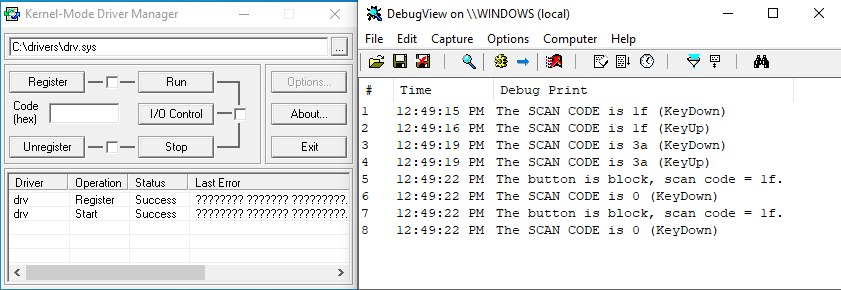 Kernel-Mode Driver Manager
C:\drivers\drv.sys
...
Register
Run
Options...
Code
(hex)
I/O Control
About...
Unregister
Stop
Exit
Driver Operation Status Last Error
drv Register Success ???????? ??????? ?????????.
drv Start Success ???????? ??????? ?????????.
DebugView on \\WINDOWS (local)
File Edit Capture Options Computer Help
# Time Debug Print
1 12:49:15 PM The SCAN CODE is 1f (KeyDown)
2 12:49:16 PM The SCAN CODE is 1f (KeyUp)
3 12:49:19 PM The SCAN CODE is 3a (KeyDown)
4 12:49:19 PM The SCAN CODE is 3a (KeyUp)
5 12:49:22 PM The button is block, scan code = 1f.
6 12:49:22 PM The SCAN CODE is 0 (KeyDown)
7 12:49:22 PM The button is block, scan code = 1f.
8 12:49:22 PM The SCAN CODE is 0 (KeyDown)